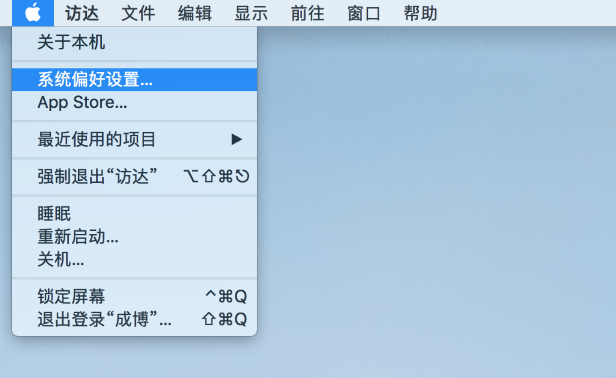 访达 文件 编辑 显示 前往 窗口 帮助
关于本机
系统偏好设置...
App Store...
最近使用的项目 ▶
强制退出“访达” ⌥⇧⌘⎋
睡眠
重新启动...
关机...
锁定屏幕 ^⌘Q
退出登录“成博”... ⇧⌘Q